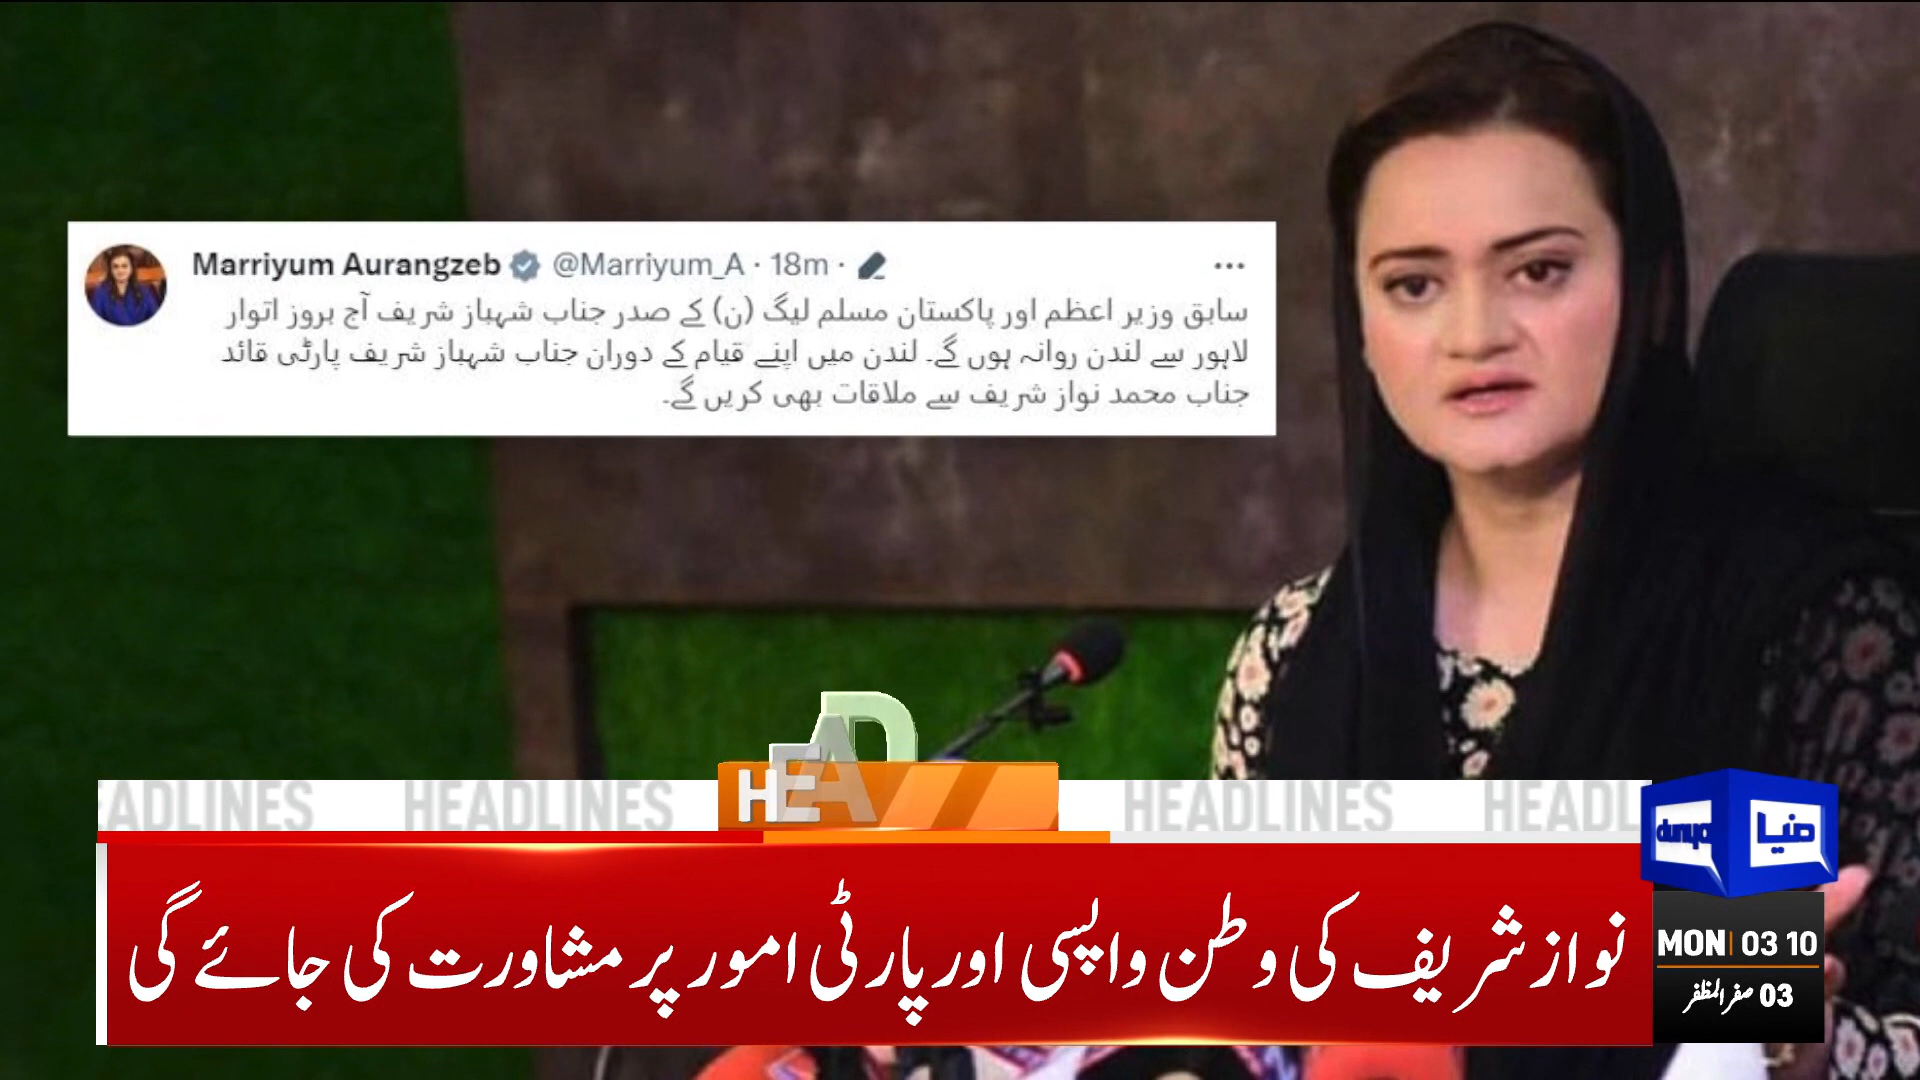 Marriyum Aurangzeb @Marriyum_A · 18m ·
سابق وزیر اعظم اور پاکستان مسلم لیگ (ن) کے صدر جناب شہباز شریف آج بروز اتوار
لاہور سے لندن روانہ ہوں گے۔ لندن میں اپنے قیام کے دوران جناب شہباز شریف پارٹی قائد
جناب محمد نواز شریف سے ملاقات بھی کریں گے۔
HEAD
EADLINES HEADLINES HEADLINES HEADL
dunya دنیا
نواز شریف کی وطن واپسی اور پارٹی امور پر مشاورت کی جائے گی
MON 03 10
03 صفر المظفر